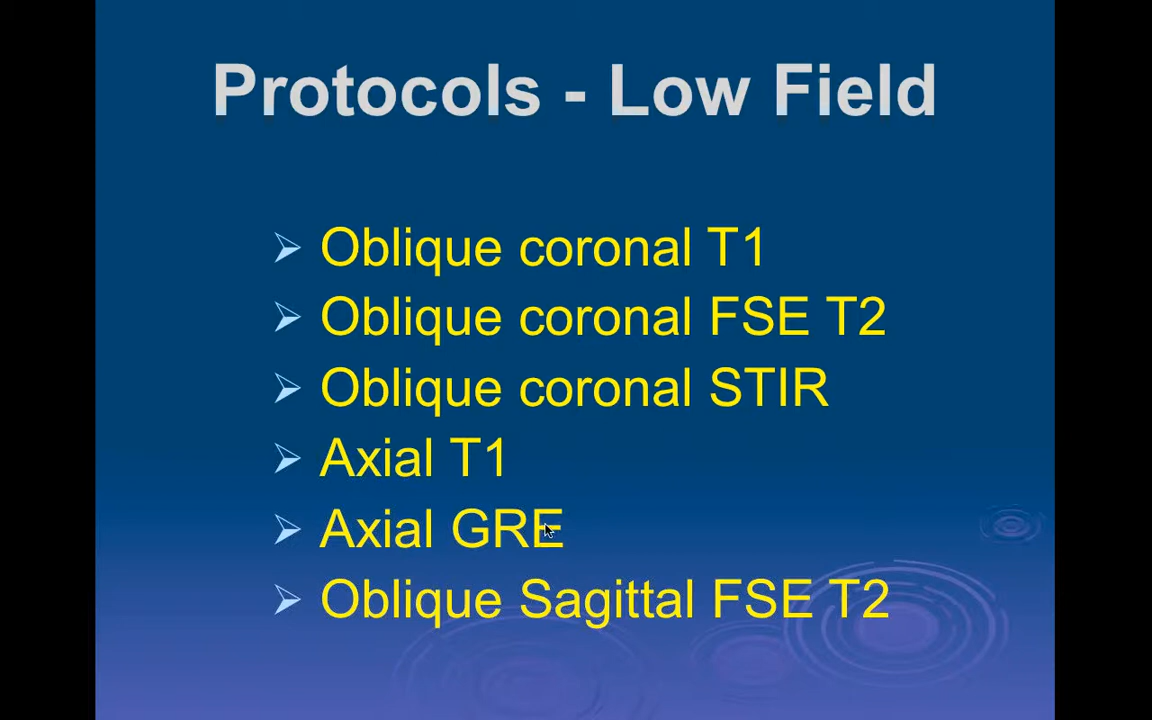 Protocols - Low Field
Oblique coronal T1
Oblique coronal FSE T2
Oblique coronal STIR
Axial T1
Axial GRE
Oblique Sagittal FSE T2